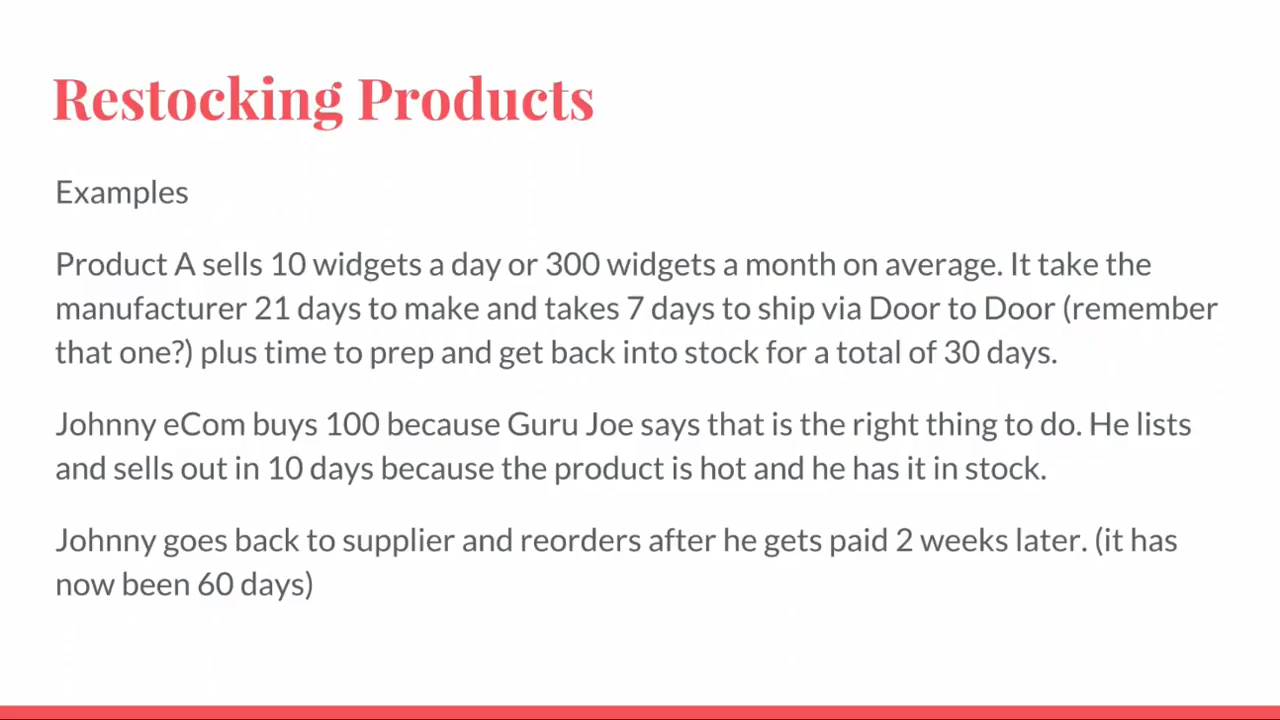 Restocking Products
Examples
Product A sells 10 widgets a day or 300 widgets a month on average. It take the
manufacturer 21 days to make and takes 7 days to ship via Door to Door (remember
that one?) plus time to prep and get back into stock for a total of 30 days.
Johnny eCom buys 100 because Guru Joe says that is the right thing to do. He lists
and sells out in 10 days because the product is hot and he has it in stock.
Johnny goes back to supplier and reorders after he gets paid 2 weeks later. (it has
now been 60 days)